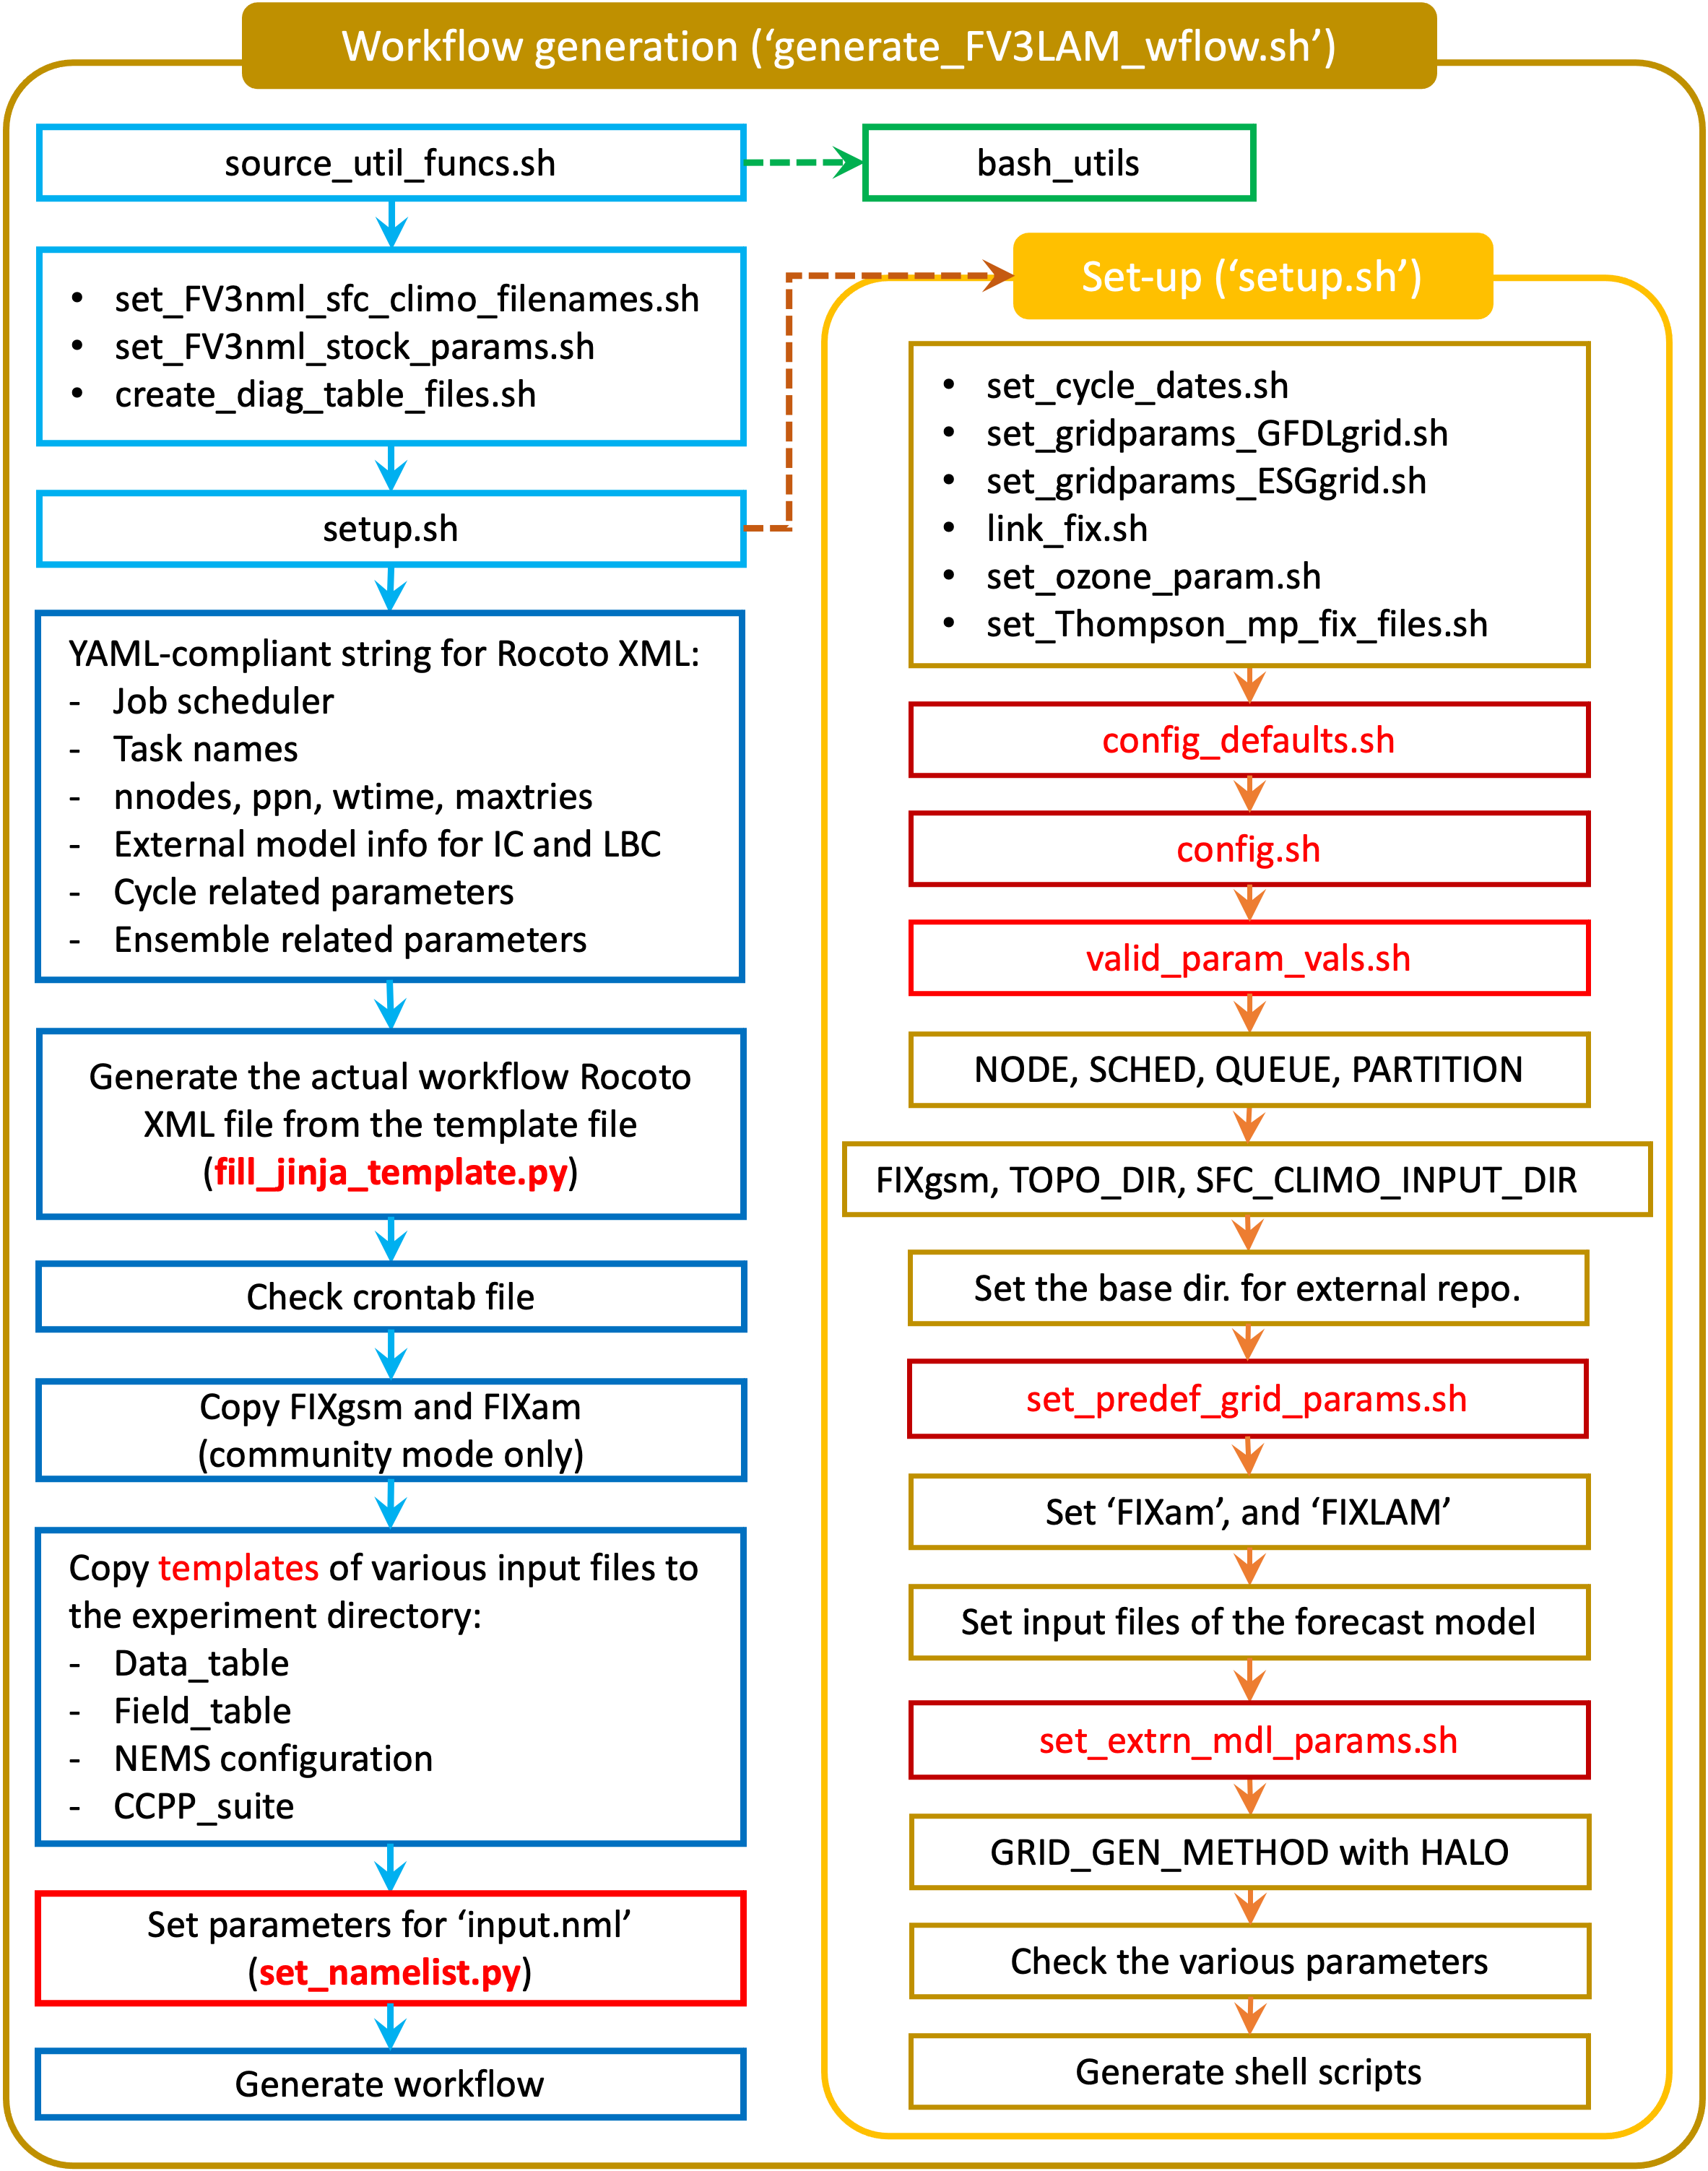 Workflow generation (‘generate_FV3LAM_wflow.sh’)
source_util_funcs.sh
bash_utils
• set_FV3nml_sfc_climo_filenames.sh
• set_FV3nml_stock_params.sh
• create_diag_table_files.sh
setup.sh
YAML-compliant string for Rocoto XML:
- Job scheduler
- Task names
- nnodes, ppn, wtime, maxtries
- External model info for IC and LBC
- Cycle related parameters
- Ensemble related parameters
Generate the actual workflow Rocoto
XML file from the template file
(fill_jinja_template.py)
Check crontab file
Copy FIXgsm and FIXam
(community mode only)
Copy templates of various input files to
the experiment directory:
- Data_table
- Field_table
- NEMS configuration
- CCPP_suite
Set parameters for ‘input.nml’
(set_namelist.py)
Generate workflow
Set-up (‘setup.sh’)
• set_cycle_dates.sh
• set_gridparams_GFDLgrid.sh
• set_gridparams_ESGgrid.sh
• link_fix.sh
• set_ozone_param.sh
• set_Thompson_mp_fix_files.sh
config_defaults.sh
config.sh
valid_param_vals.sh
NODE, SCHED, QUEUE, PARTITION
FIXgsm, TOPO_DIR, SFC_CLIMO_INPUT_DIR
Set the base dir. for external repo.
set_predef_grid_params.sh
Set ‘FIXam’, and ‘FIXLAM’
Set input files of the forecast model
set_extrn_mdl_params.sh
GRID_GEN_METHOD with HALO
Check the various parameters
Generate shell scripts